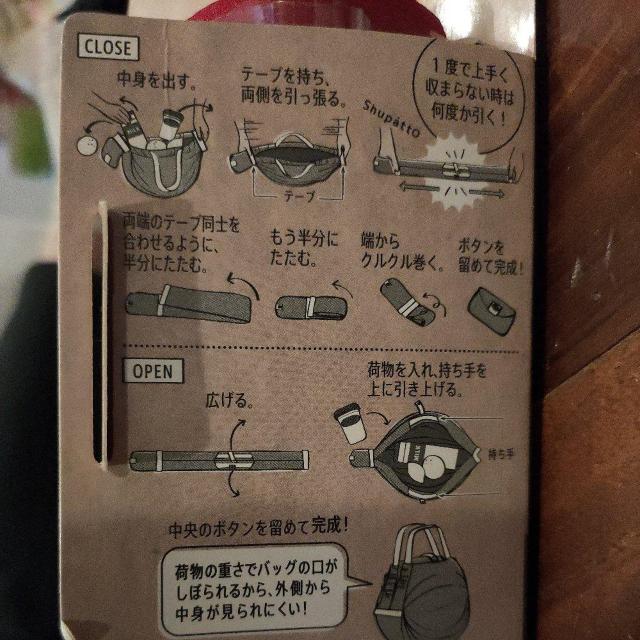 CLOSE
中身を出す。
テープを持ち、
両側を引っ張る。
1度で上手く
収まらない時は
何度か引く!
Shupatto
テープ
両端のテープ同士を
合わせるように、
半分にたたむ。
もう半分に
たたむ。
端から
クルクル巻く。
ボタンを
留めて完成!
OPEN
広げる。
荷物を入れ、持ち手を
上に引き上げる。
MILK
持ち手
中央のボタンを留めて完成!
荷物の重さでバッグの口が
しぼられるから、外側から
中身が見られにくい!